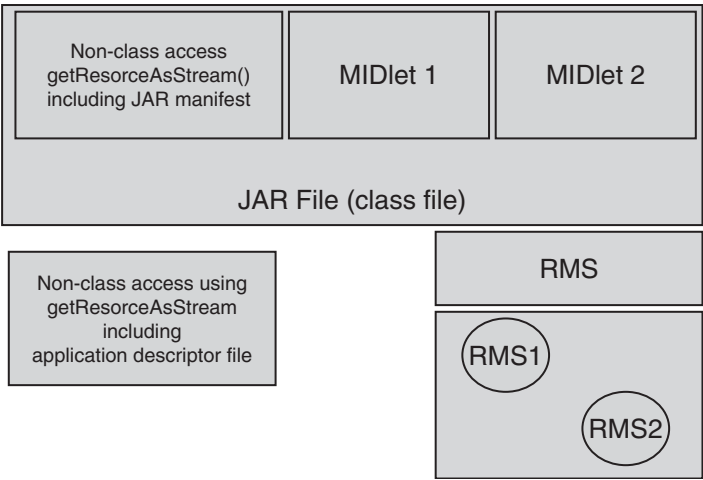 Non-class access
getResorceAsStream()
including JAR manifest
MIDlet 1
MIDlet 2
JAR File (class file)
Non-class access using
getResorceAsStream
including
application descriptor file
RMS
RMS1
RMS2